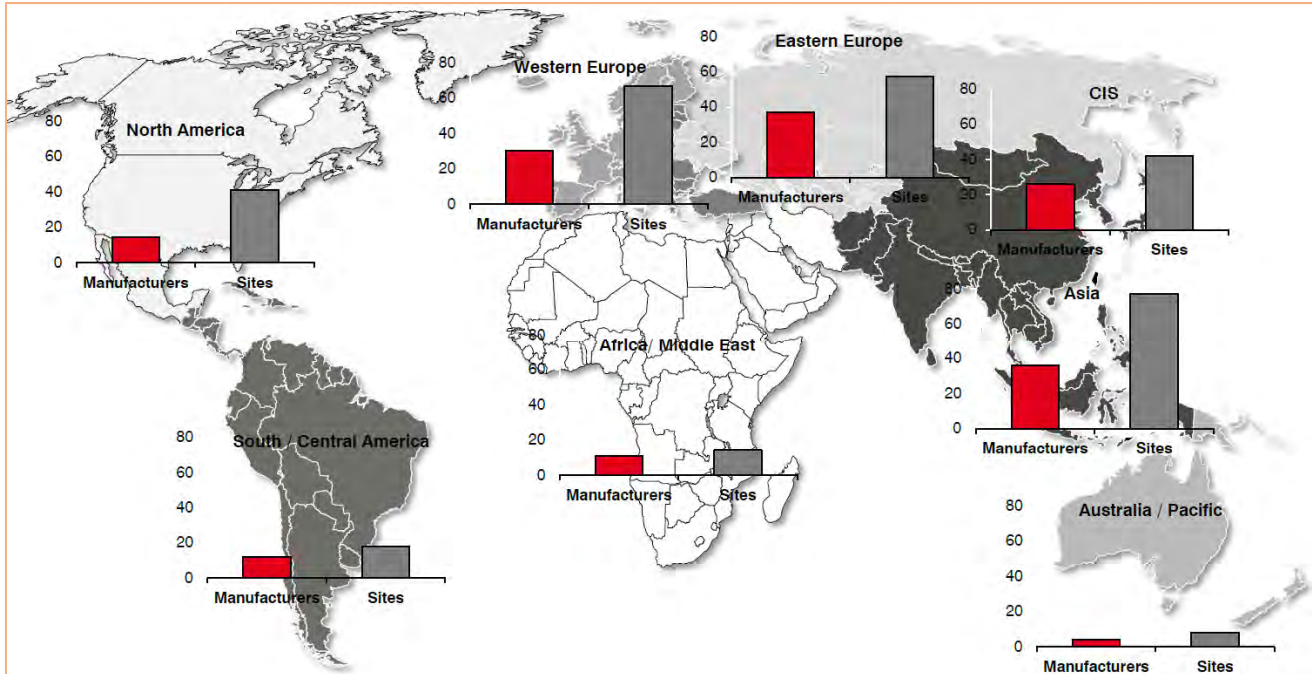 North America
80
60
40
20
0
Manufacturers Sites
Western Europe
80
60
40
20
0
Manufacturers Sites
Eastern Europe
80
60
40
20
0
Manufacturers Sites
CIS
80
60
40
20
0
Manufacturers Sites
Asia
80
60
40
20
0
Manufacturers Sites
Africa/ Middle East
80
60
40
20
0
Manufacturers Sites
South / Central America
80
60
40
20
0
Manufacturers Sites
Australia / Pacific
80
60
40
20
0
Manufacturers Sites